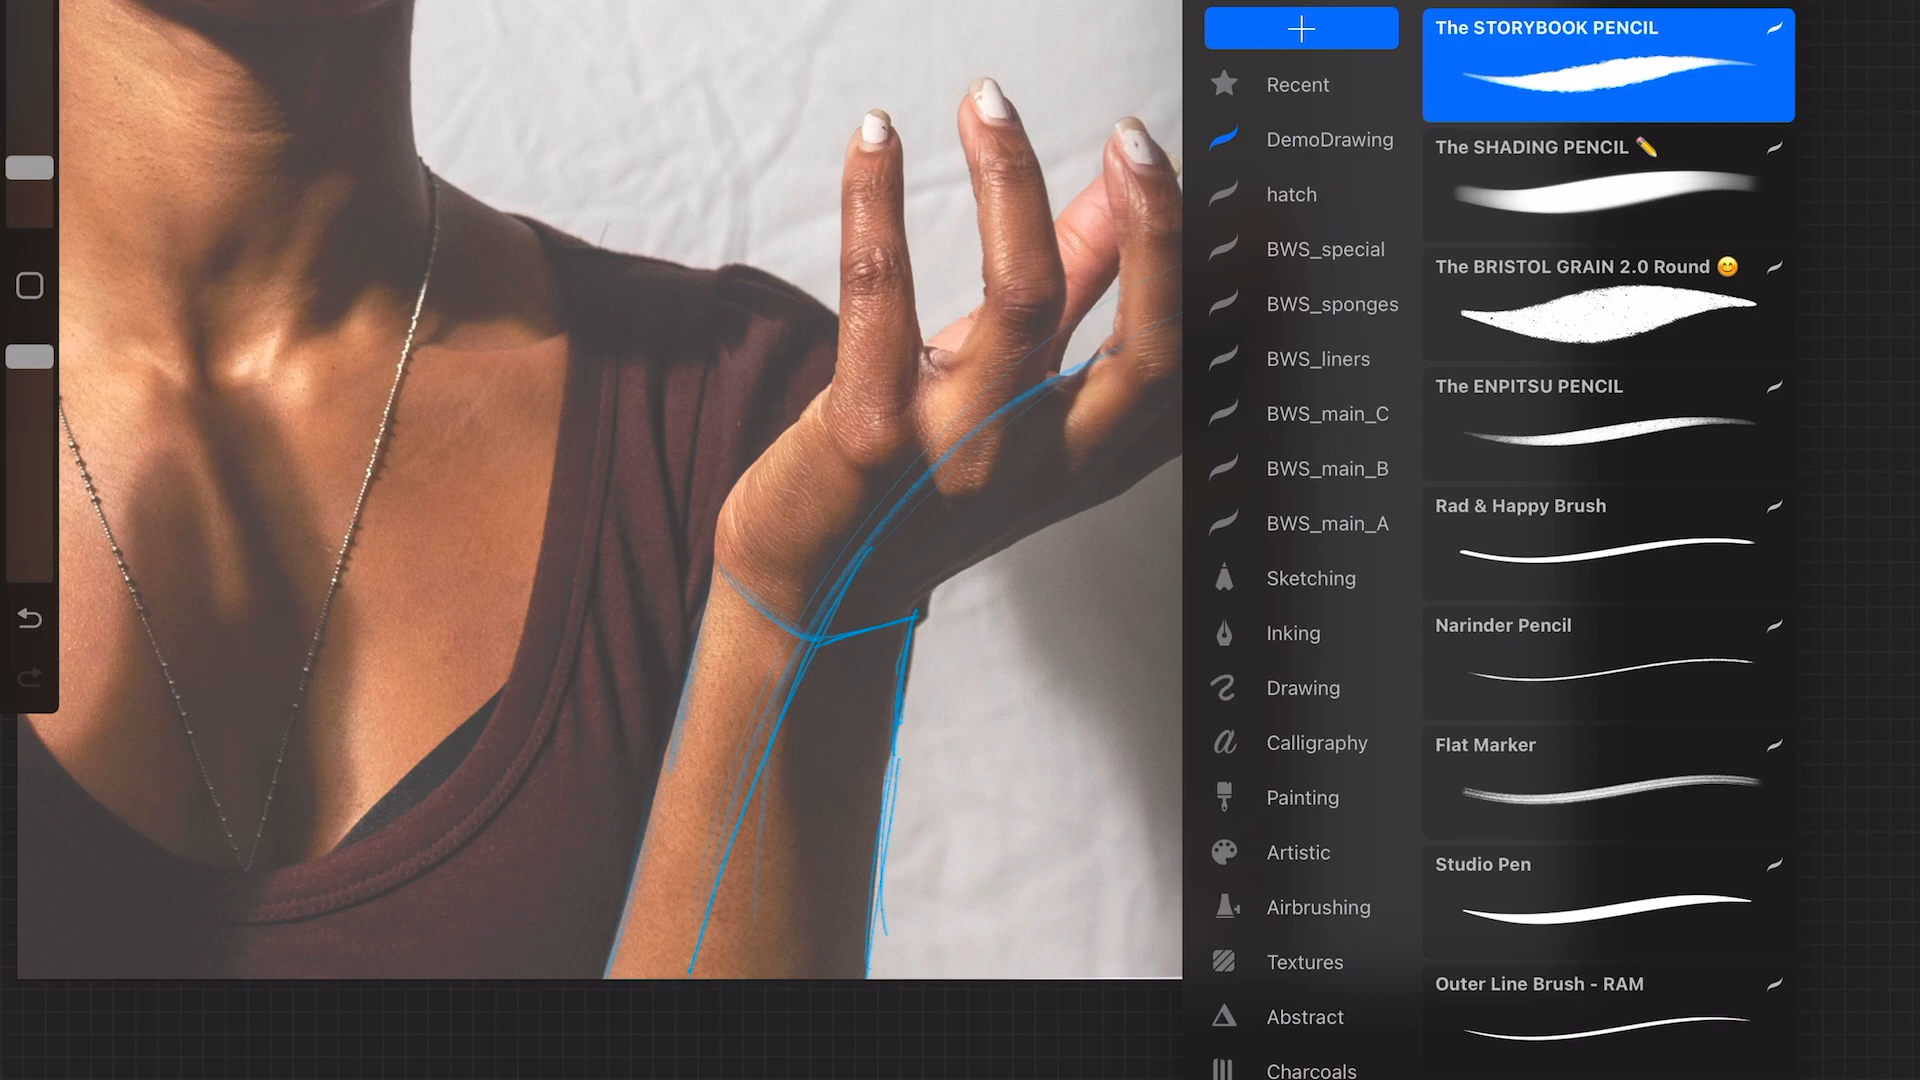 Recent
DemoDrawing
hatch
BWS_special
BWS_sponges
BWS_liners
BWS_main_C
BWS_main_B
BWS_main_A
Sketching
Inking
Drawing
Calligraphy
Painting
Artistic
Airbrushing
Textures
Abstract
Charcoals
The STORYBOOK PENCIL
The SHADING PENCIL ✏️
The BRISTOL GRAIN 2.0 Round 😊
The ENPITSU PENCIL
Rad & Happy Brush
Narinder Pencil
Flat Marker
Studio Pen
Outer Line Brush - RAM